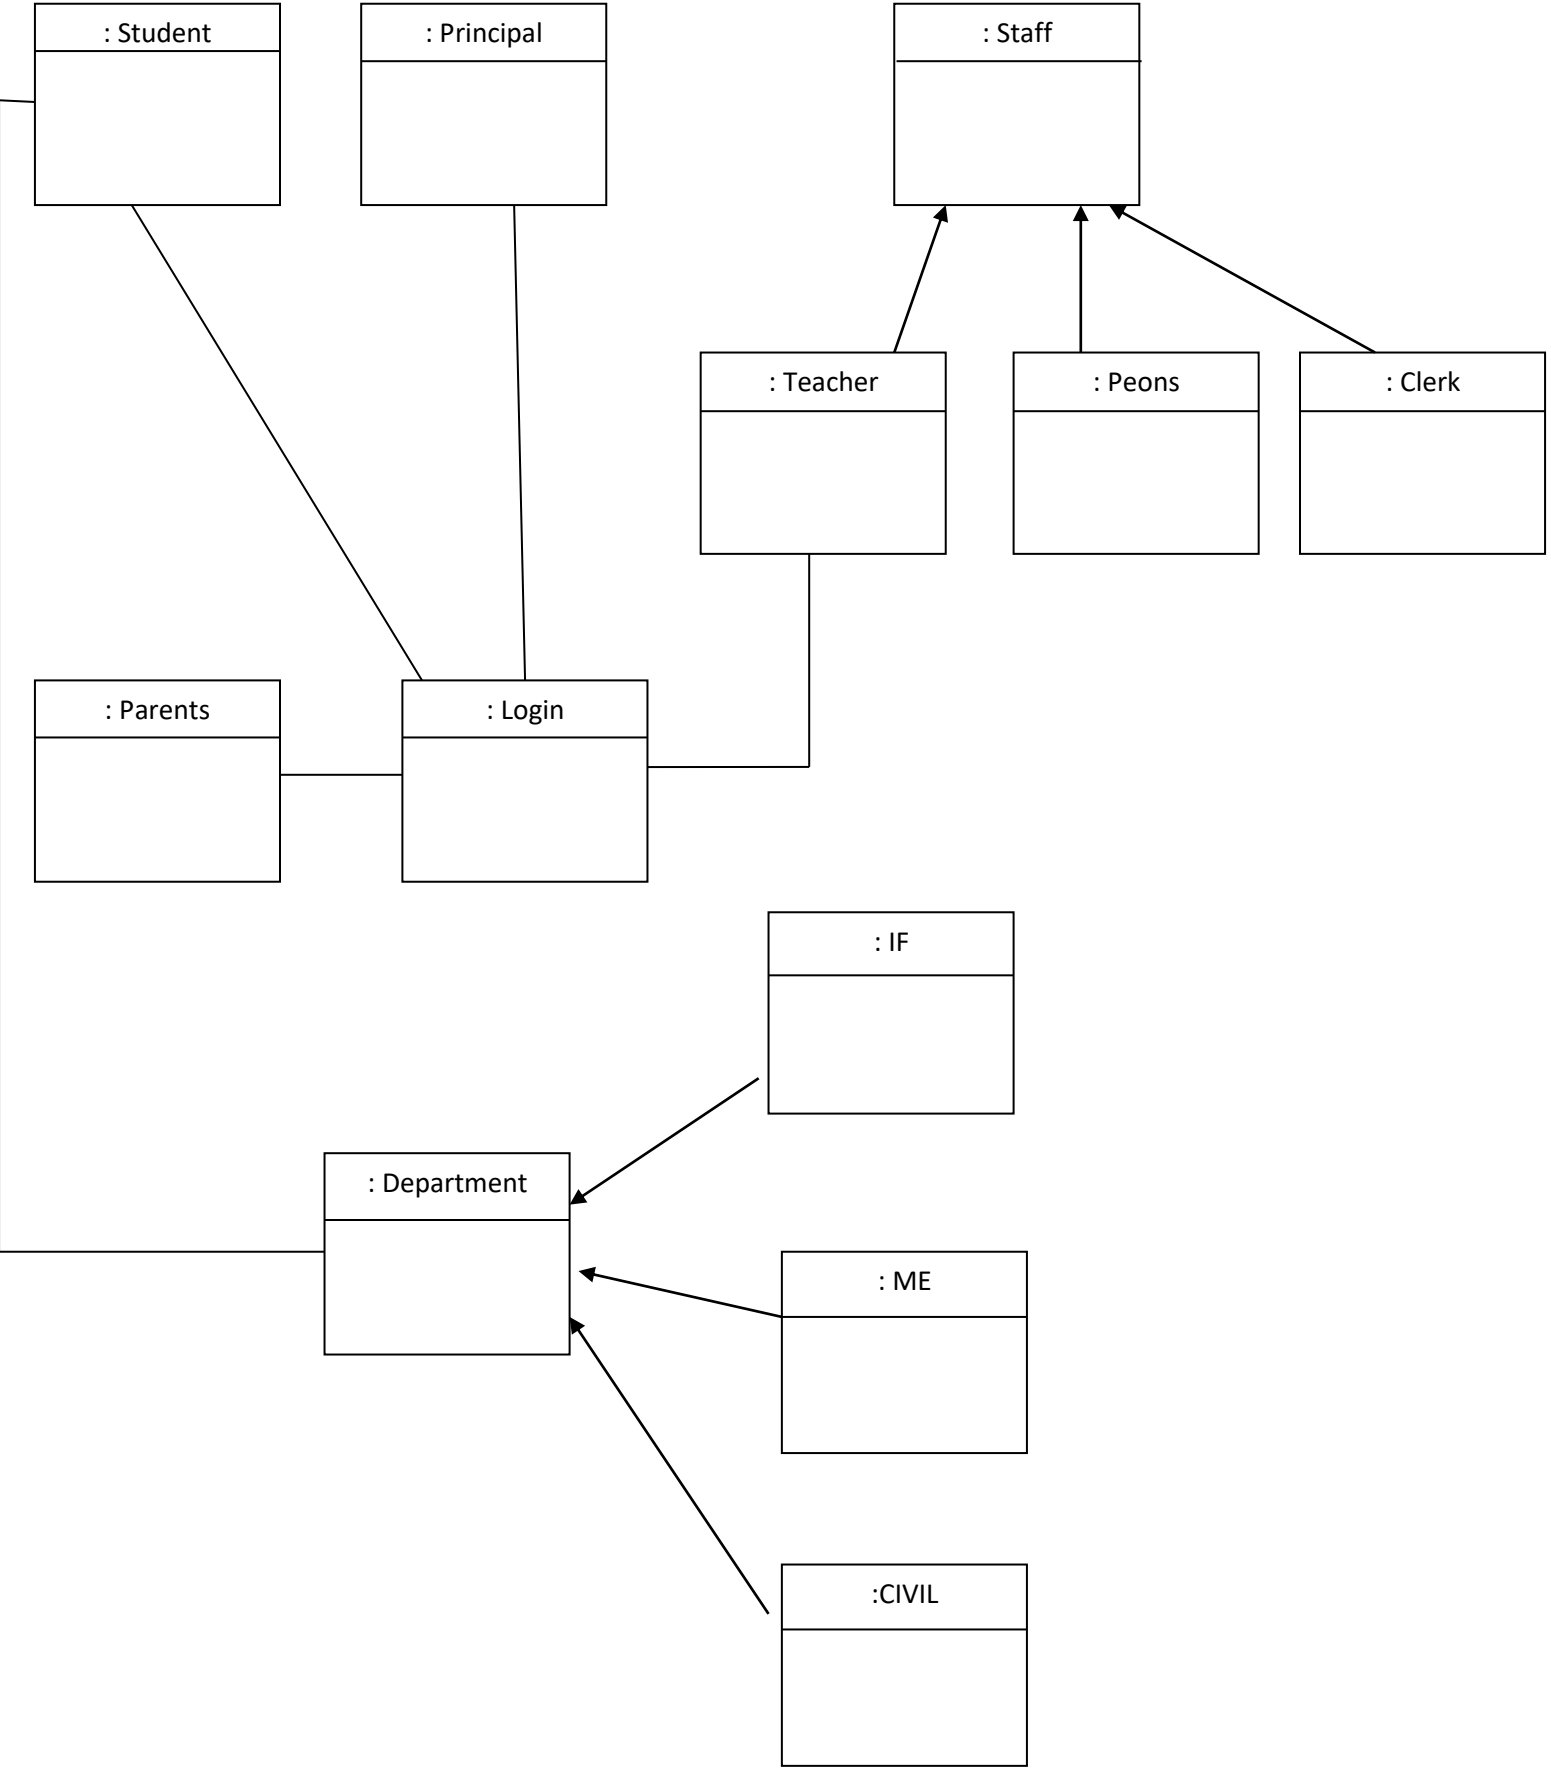 : Student
: Principal
: Staff
: Teacher
: Peons
: Clerk
: Parents
: Login
: IF
: Department
: ME
:CIVIL